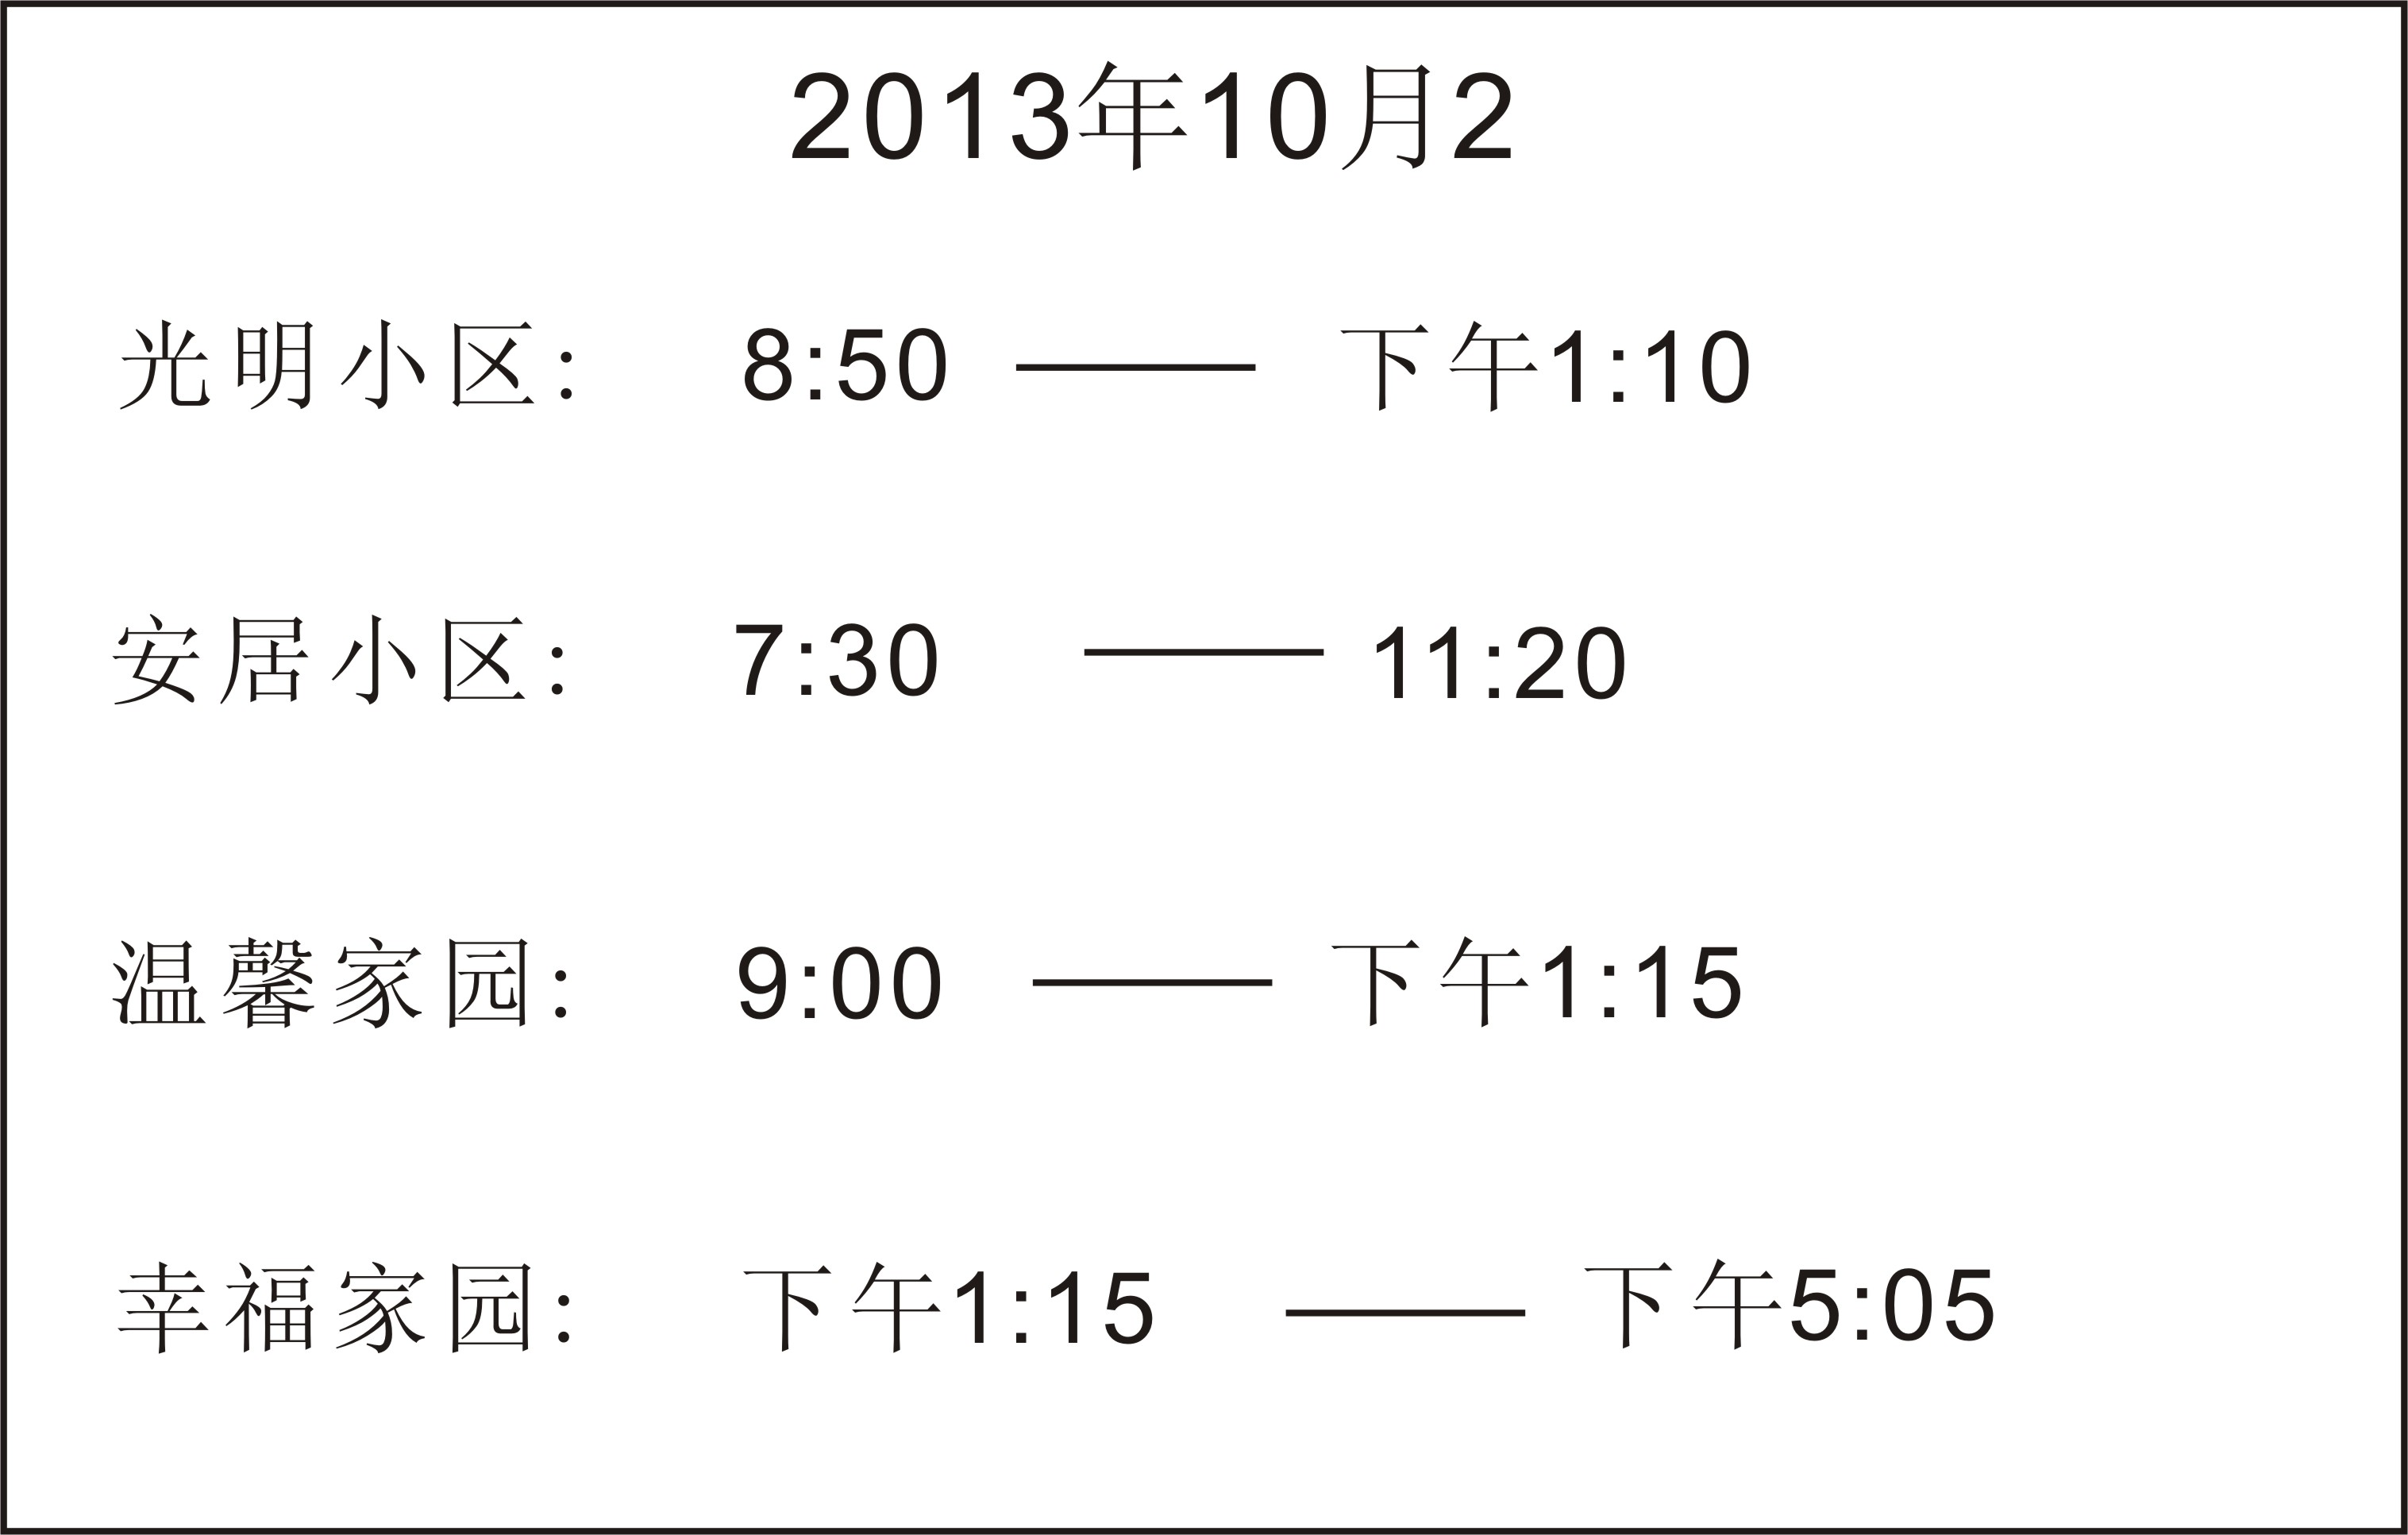 2013年10月2
光明小区： 8:50 —— 下午1:10
安居小区： 7:30 —— 11:20
温馨家园： 9:00 —— 下午1:15
幸福家园： 下午1:15 —— 下午5:05